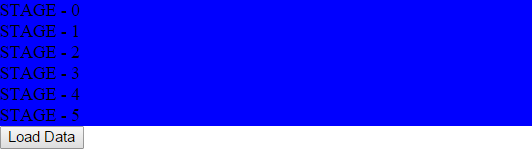 STAGE - 0
STAGE - 1
STAGE - 2
STAGE - 3
STAGE - 4
STAGE - 5
Load Data